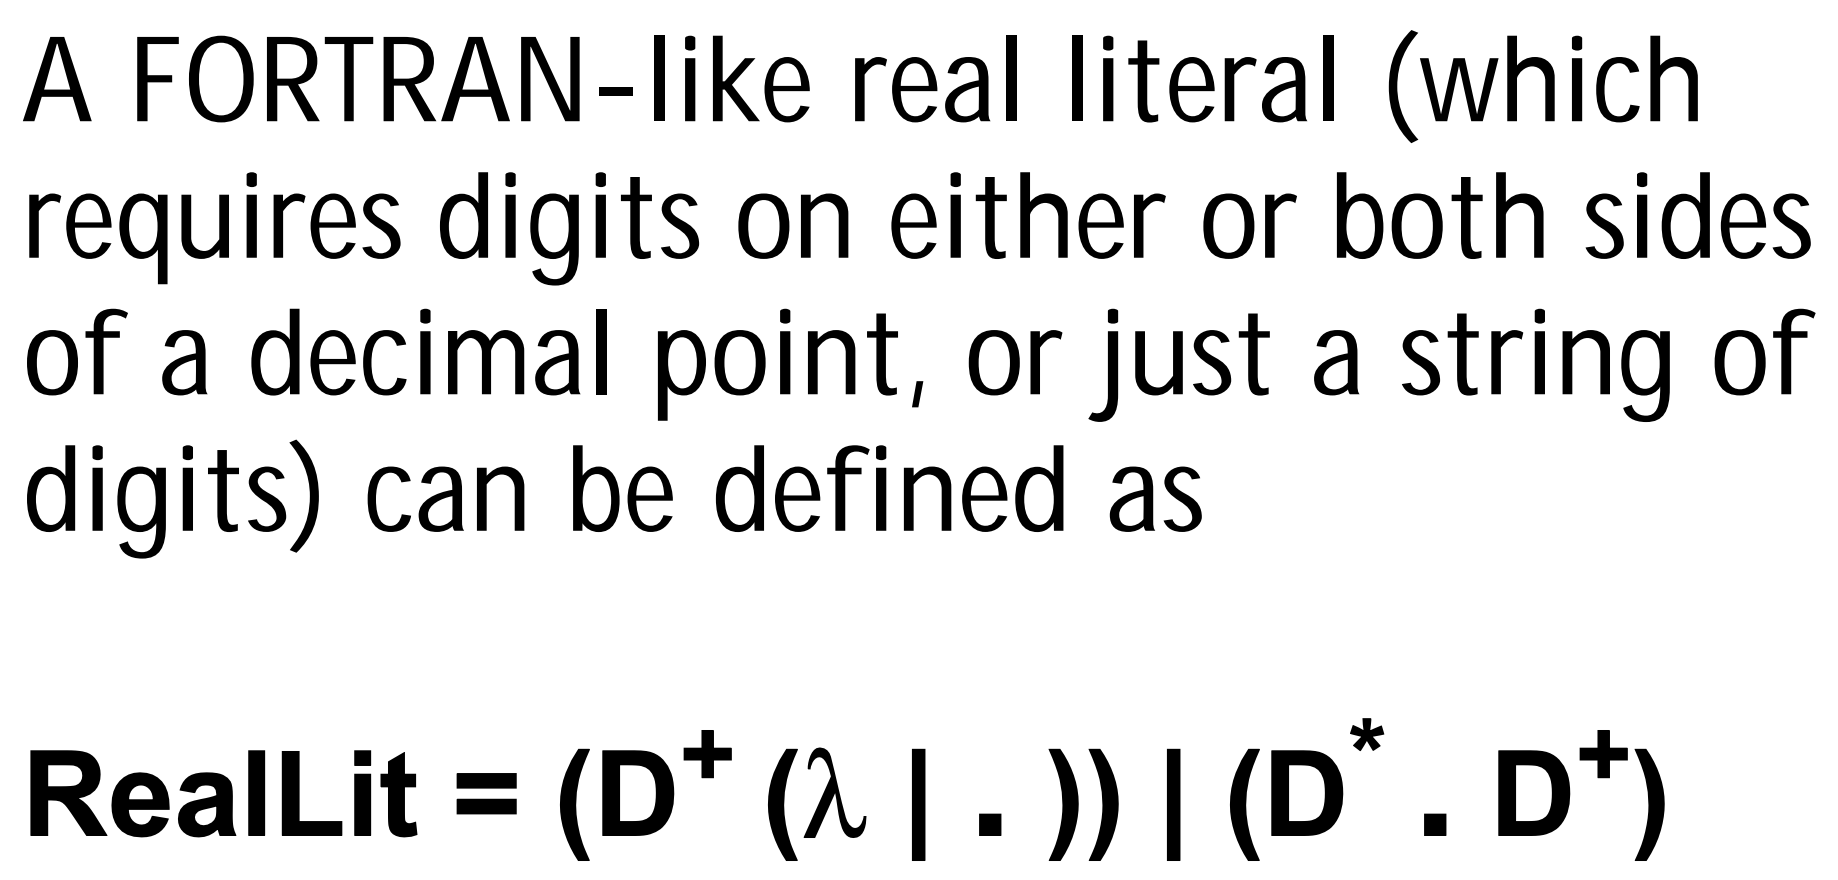 A FORTRAN-like real literal (which
requires digits on either or both sides
of a decimal point, or just a string of
digits) can be defined as
RealLit = (D⁺ (λ | . )) | (D* . D⁺)